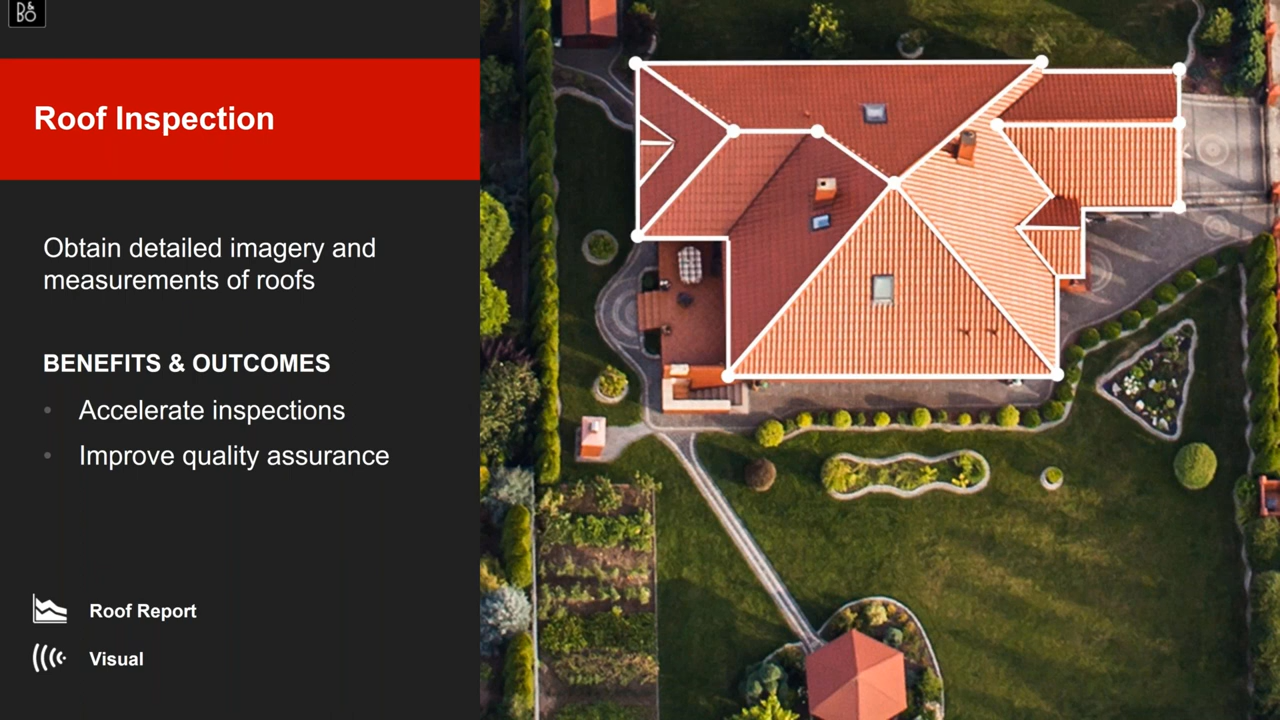 B&O
Roof Inspection
Obtain detailed imagery and
measurements of roofs
BENEFITS & OUTCOMES
• Accelerate inspections
• Improve quality assurance
Roof Report
Visual